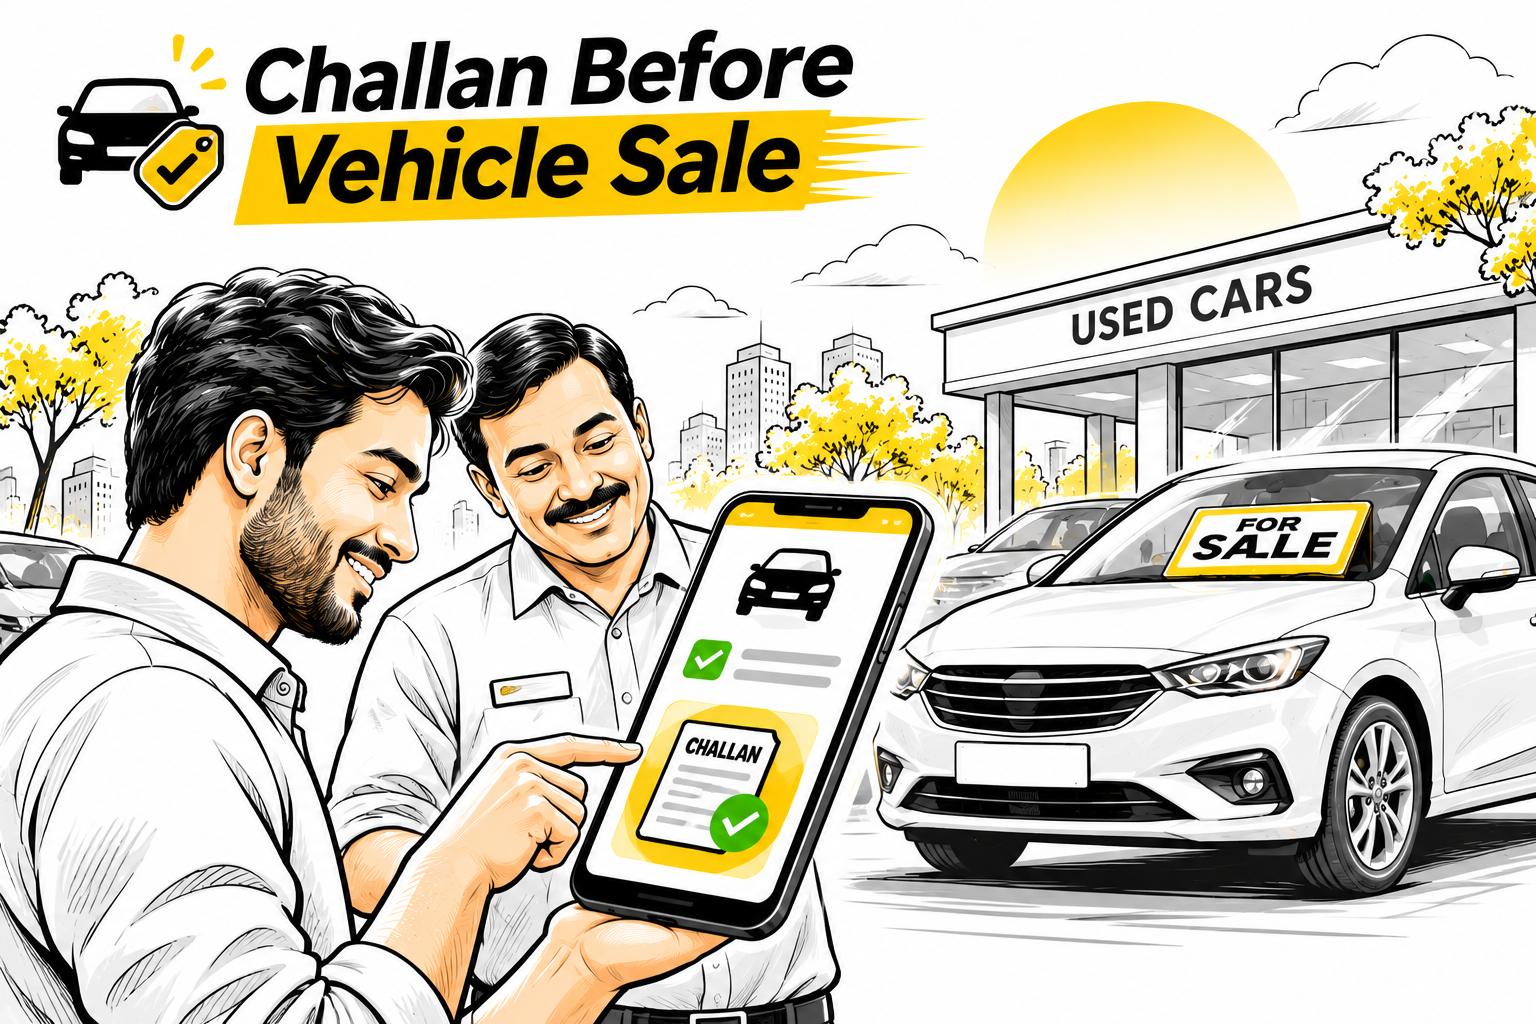 Challan Before
Vehicle Sale
USED CARS
FOR
SALE
CHALLAN